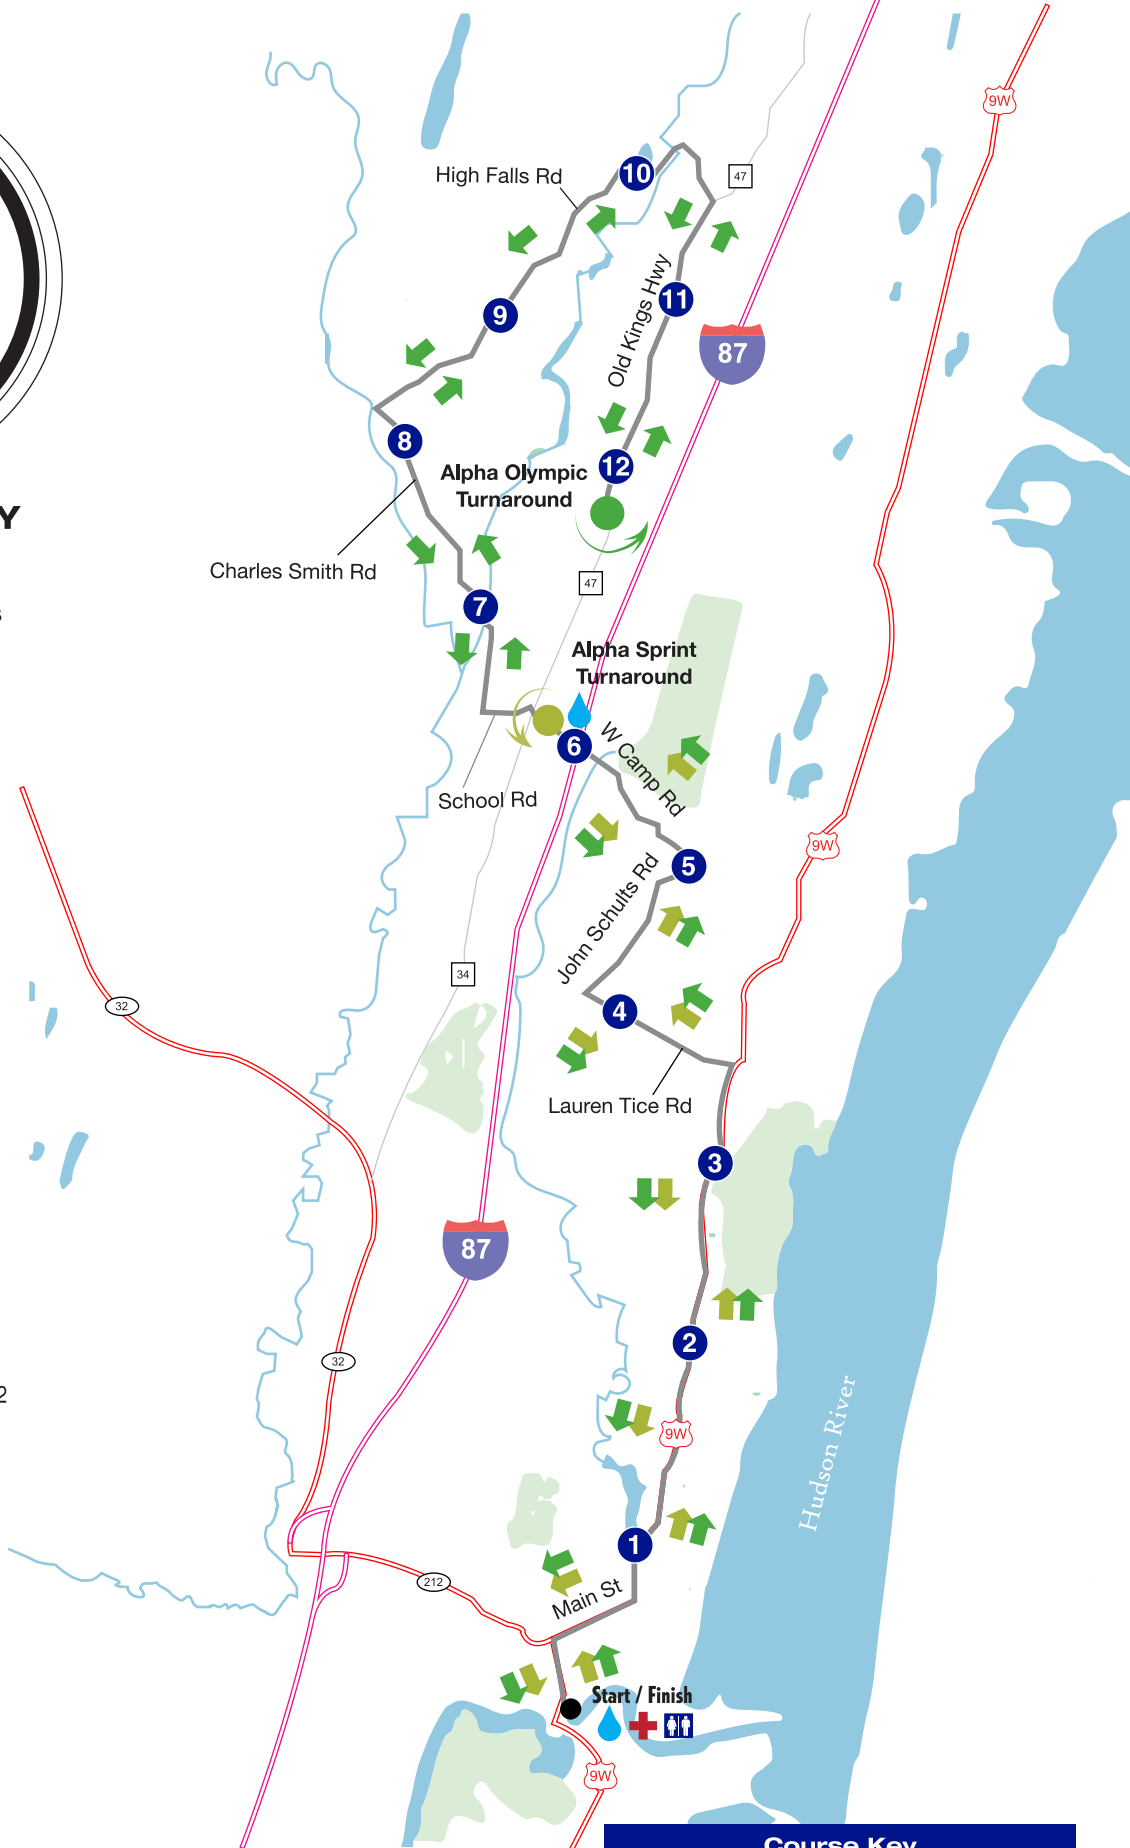 9W
10
High Falls Rd
47
11
9
Old Kings Hwy
87
8
12
Alpha Olympic
Turnaround
Y
Charles Smith Rd
47
7
Alpha Sprint
Turnaround
6
W Camp Rd
School Rd
9W
5
John Schults Rd
34
32
4
Lauren Tice Rd
3
87
2
32
2
9W
Hudson River
1
212
Main St
Start / Finish
9W
Course Key